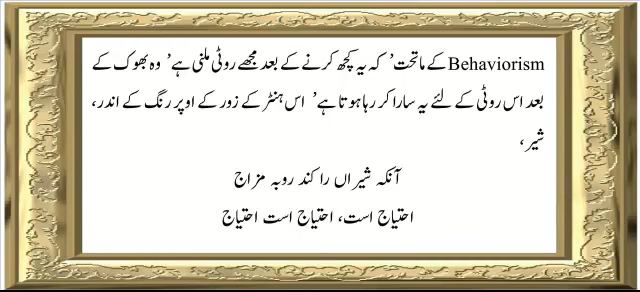 Behaviorism کے ماتحت’ کہ یہ کچھ کرنے کے بعد مجھے روٹی ملنی ہے’ وہ بھوک کے
بعد اس روٹی کے لئے یہ سارا کر رہا ہوتا ہے’ اس ہنٹر کے زور کے اوپر رنگ کے اندر،
شیر،
آنکہ شیراں را کند روبہ مزاج
احتیاج است، احتیاج است احتیاج